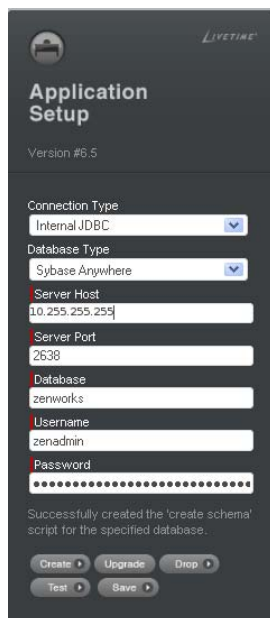 LIVETIME
Application
Setup
Version #6.5
Connection Type
Internal JDBC
Database Type
Sybase Anywhere
Server Host
10.255.255.255
Server Port
2638
Database
zenworks
Username
zenadmin
Password
Successfully created the 'create schema'
script for the specified database.
Create Upgrade Drop
Test Save